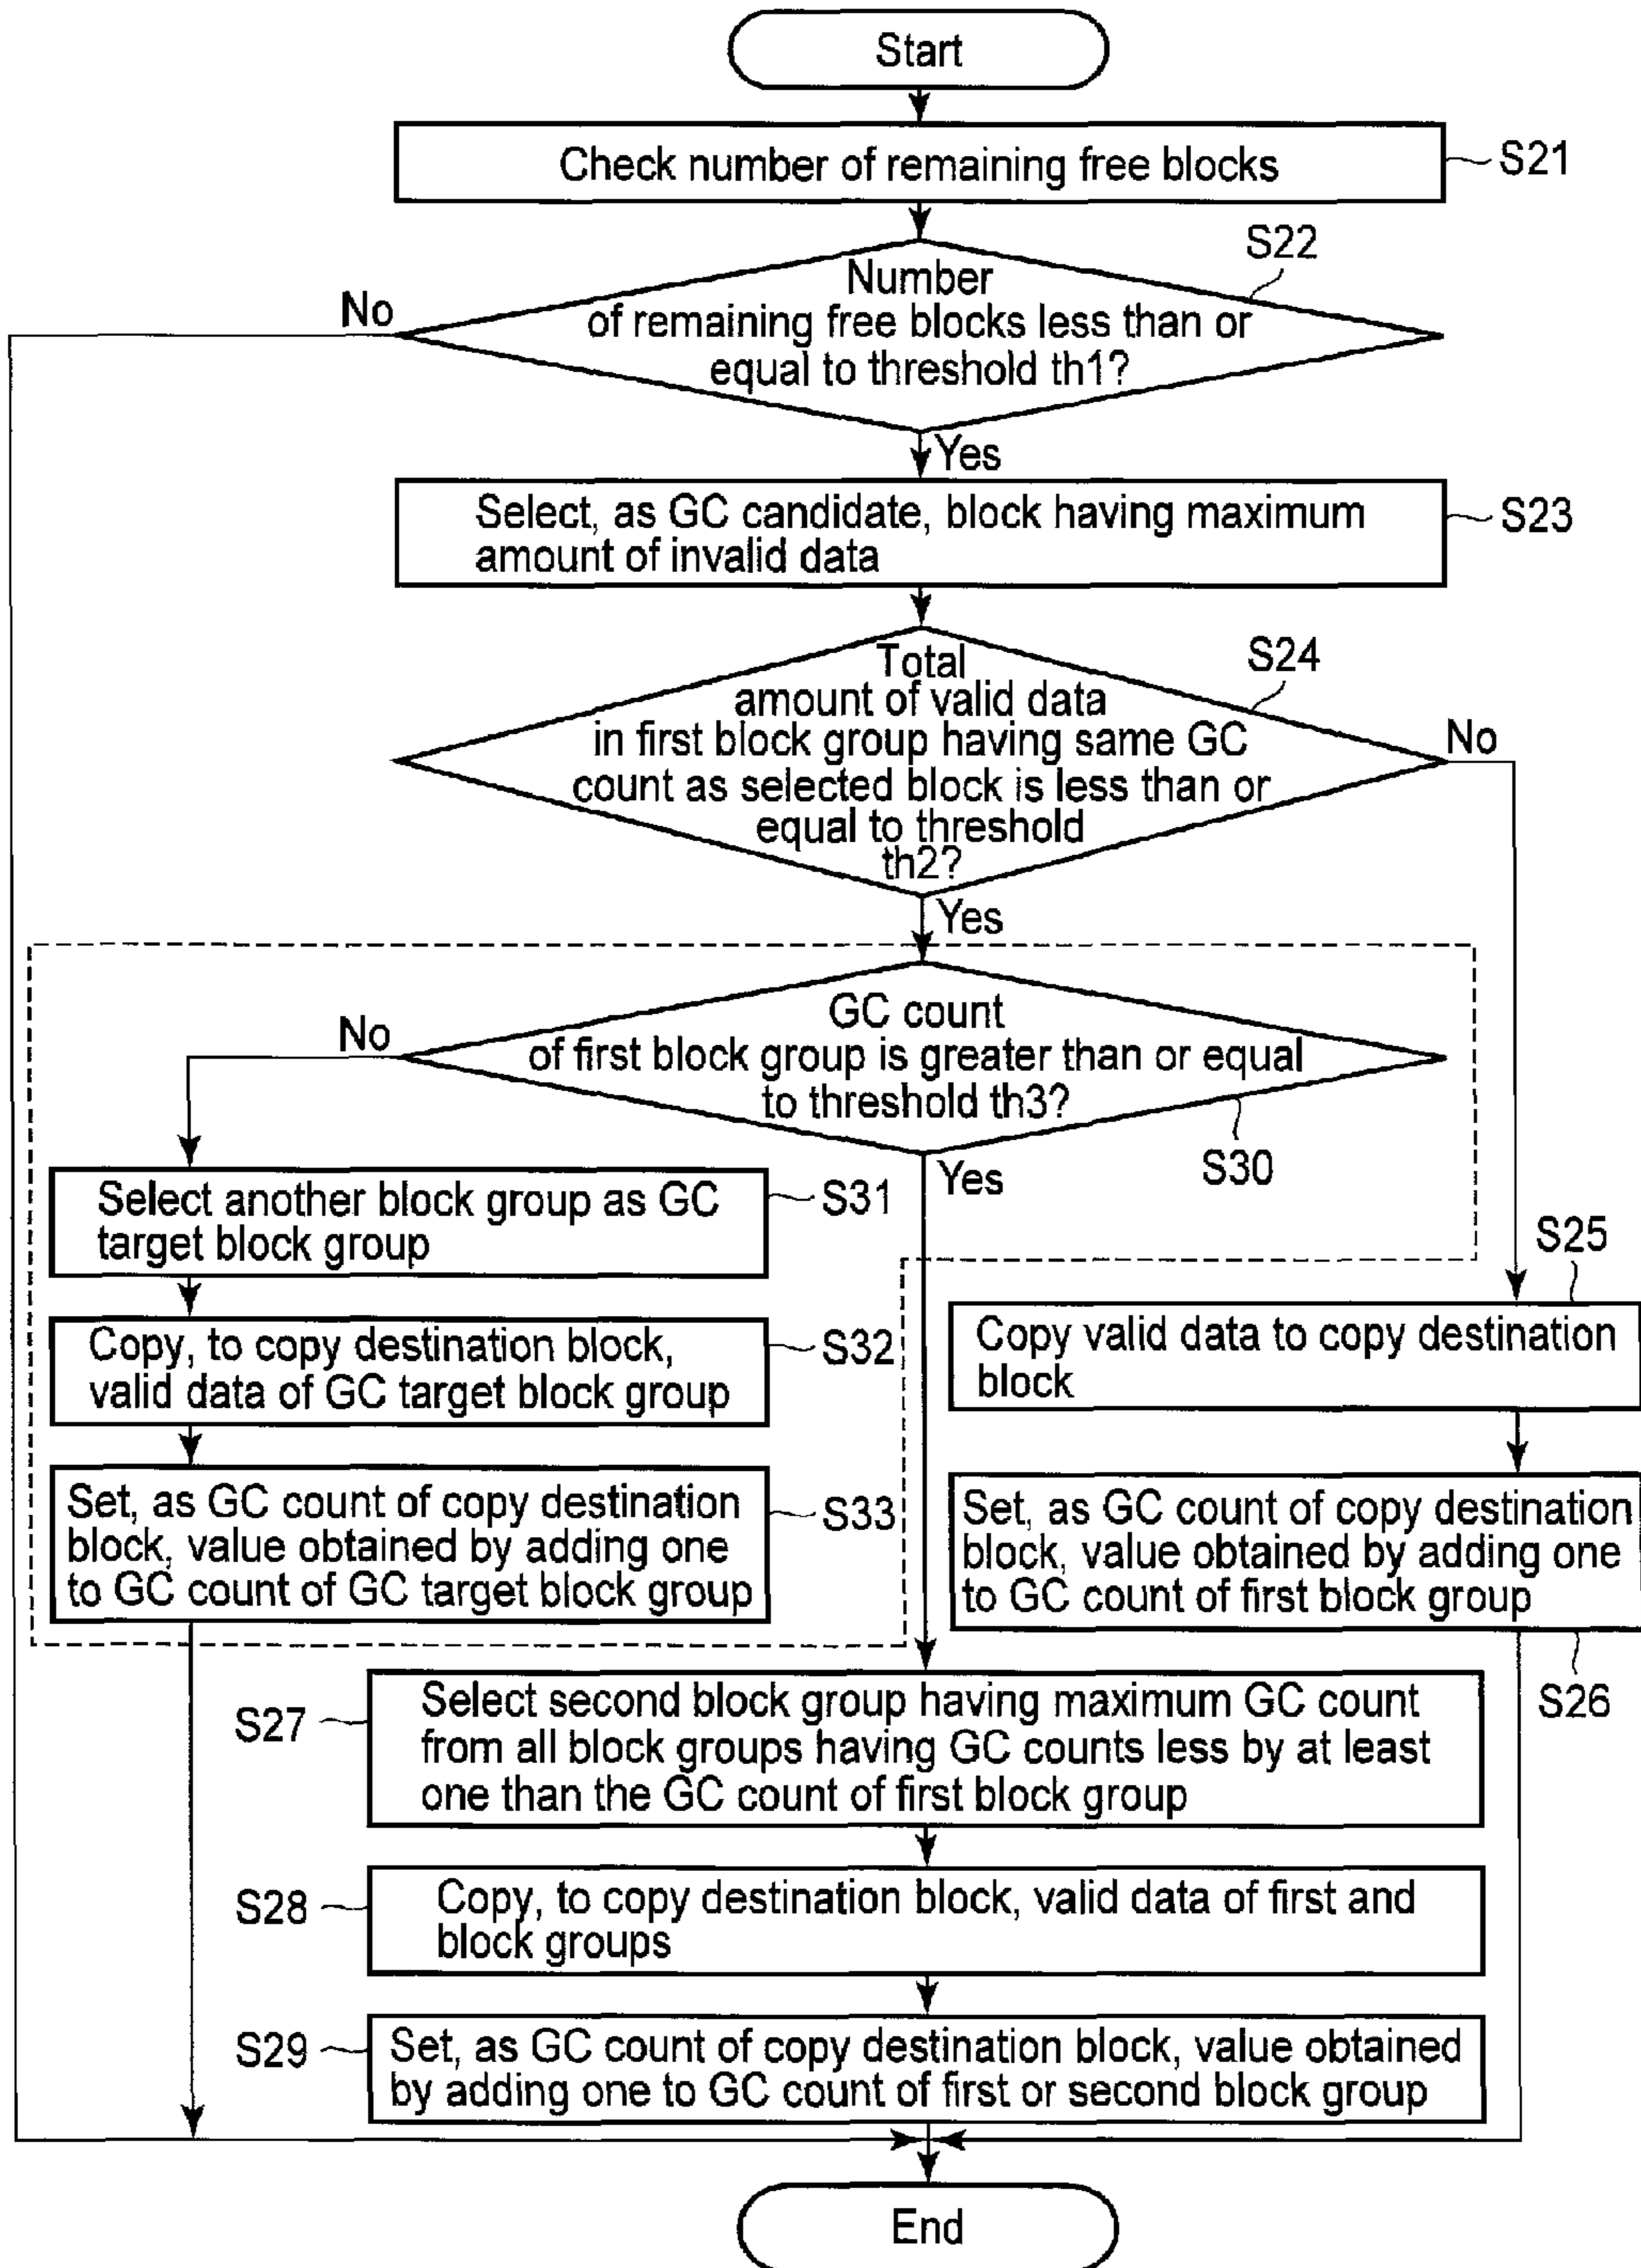 Start
Check number of remaining free blocks
S21
S22
Number
of remaining free blocks less than or
equal to threshold th1?
No
Yes
Select, as GC candidate, block having maximum
amount of invalid data
S23
S24
Total
amount of valid data
in first block group having same GC
count as selected block is less than or
equal to threshold
th2?
No
Yes
GC count
of first block group is greater than or equal
to threshold th3?
No
S30
Yes
Select another block group as GC
target block group
S31
S25
Copy, to copy destination block,
valid data of GC target block group
S32
Copy valid data to copy destination
block
Set, as GC count of copy destination
block, value obtained by adding one
to GC count of GC target block group
S33
Set, as GC count of copy destination
block, value obtained by adding one
to GC count of first block group
S26
S27
Select second block group having maximum GC count
from all block groups having GC counts less by at least
one than the GC count of first block group
S28
Copy, to copy destination block, valid data of first and
block groups
S29
Set, as GC count of copy destination block, value obtained
by adding one to GC count of first or second block group
End